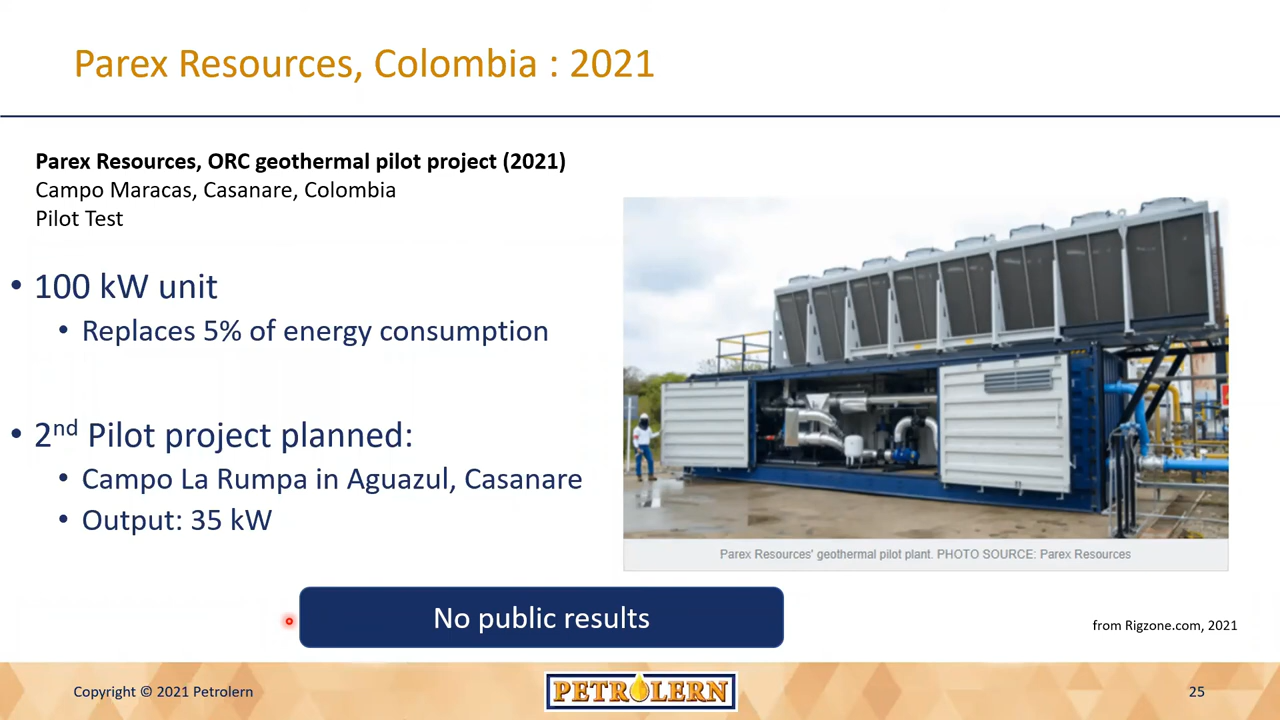 Parex Resources, Colombia : 2021
Parex Resources, ORC geothermal pilot project (2021)
Campo Maracas, Casanare, Colombia
Pilot Test
• 100 kW unit
• Replaces 5% of energy consumption
• 2nd Pilot project planned:
• Campo La Rumpa in Aguazul, Casanare
• Output: 35 kW
Parex Resources' geothermal pilot plant. PHOTO SOURCE: Parex Resources
No public results
from Rigzone.com, 2021
Copyright © 2021 Petrolern
PETROLERN
25